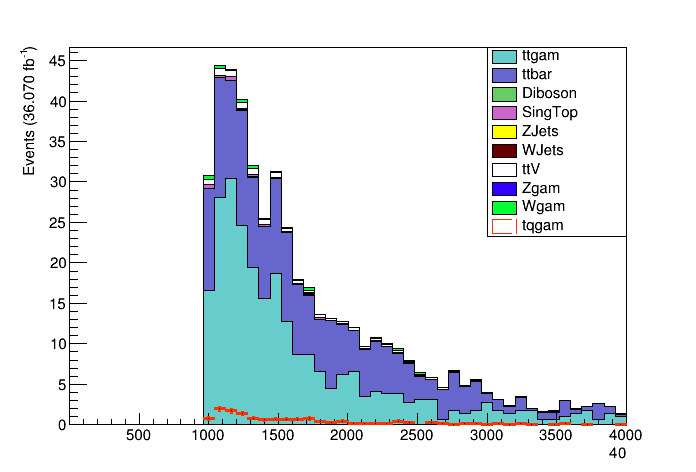 Events (36.070 fb⁻¹)
45
40
35
30
25
20
15
10
5
0
ttgam
ttbar
Diboson
SingTop
ZJets
WJets
ttV
Zgam
Wgam
tqgam
500 1000 1500 2000 2500 3000 3500 4000
40